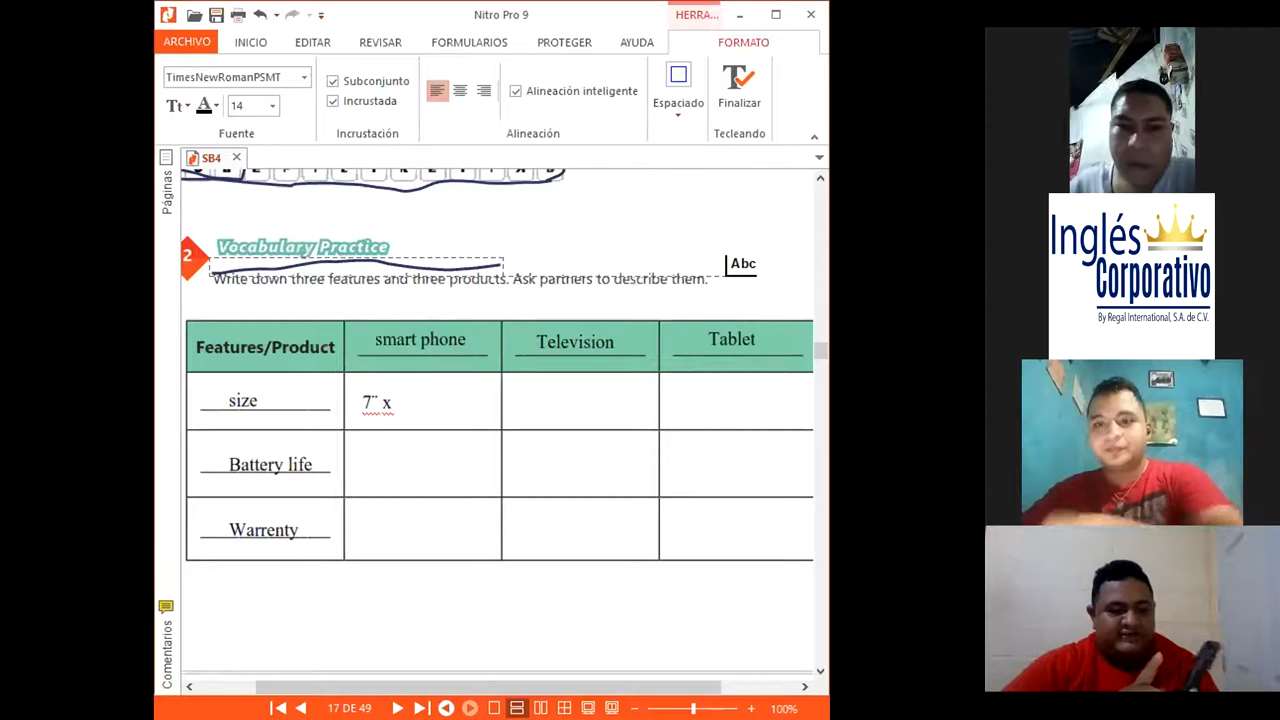 Nitro Pro 9
HERRA...
ARCHIVO
INICIO
EDITAR
REVISAR
FORMULARIOS
PROTEGER
AYUDA
FORMATO
TimesNewRomanPSMT
Subconjunto
Alineación inteligente
Espaciado
Finalizar
Tt
A
14
Incrustada
Fuente
Incrustación
Alineación
Tecleando
SB4
Páginas
2
Vocabulary Practice
Abc
Write down three features and three products. Ask partners to describe them.
Features/Product
smart phone
Television
Tablet
size
7¨ x
Battery life
Warrenty
Comentarios
17 DE 49
100%
Inglés
Corporativo
By Regal International, S.A. de C.V.